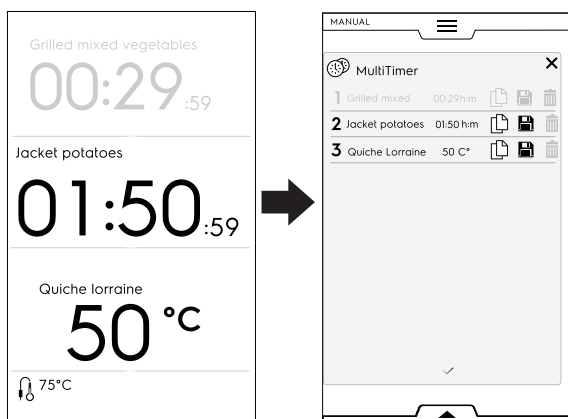 Grilled mixed vegetables
00:29 :59
Jacket potatoes
01:50 :59
Quiche lorraine
50 °C
75°C
MANUAL
MultiTimer
1 Grilled mixed 00:29 h:m
2 Jacket potatoes 01:50 h:m
3 Quiche Lorraine 50 C°